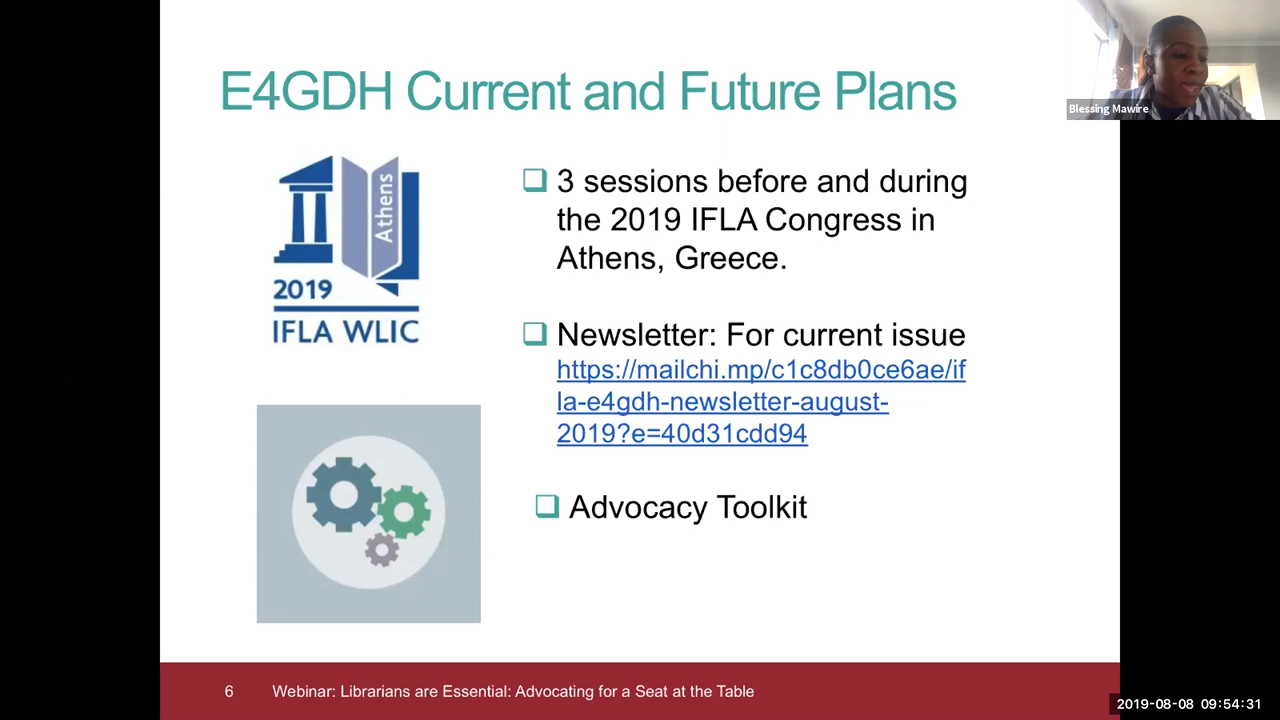 E4GDH Current and Future Plans
Blessing Mawire
Athens
2019
IFLA WLIC
❑ 3 sessions before and during
the 2019 IFLA Congress in
Athens, Greece.
❑ Newsletter: For current issue
https://mailchi.mp/c1c8db0ce6ae/if
la-e4gdh-newsletter-august-
2019?e=40d31cdd94
❑ Advocacy Toolkit
6 Webinar: Librarians are Essential: Advocating for a Seat at the Table
2019-08-08 09:54:31